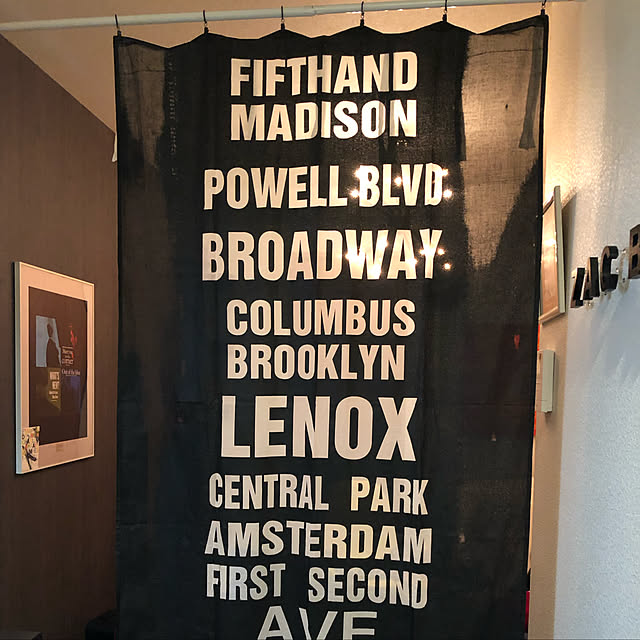 FIFTHAND
MADISON
POWELL BLVD
BROADWAY
COLUMBUS
BROOKLYN
LENOX
CENTRAL PARK
AMSTERDAM
FIRST SECOND
AVE